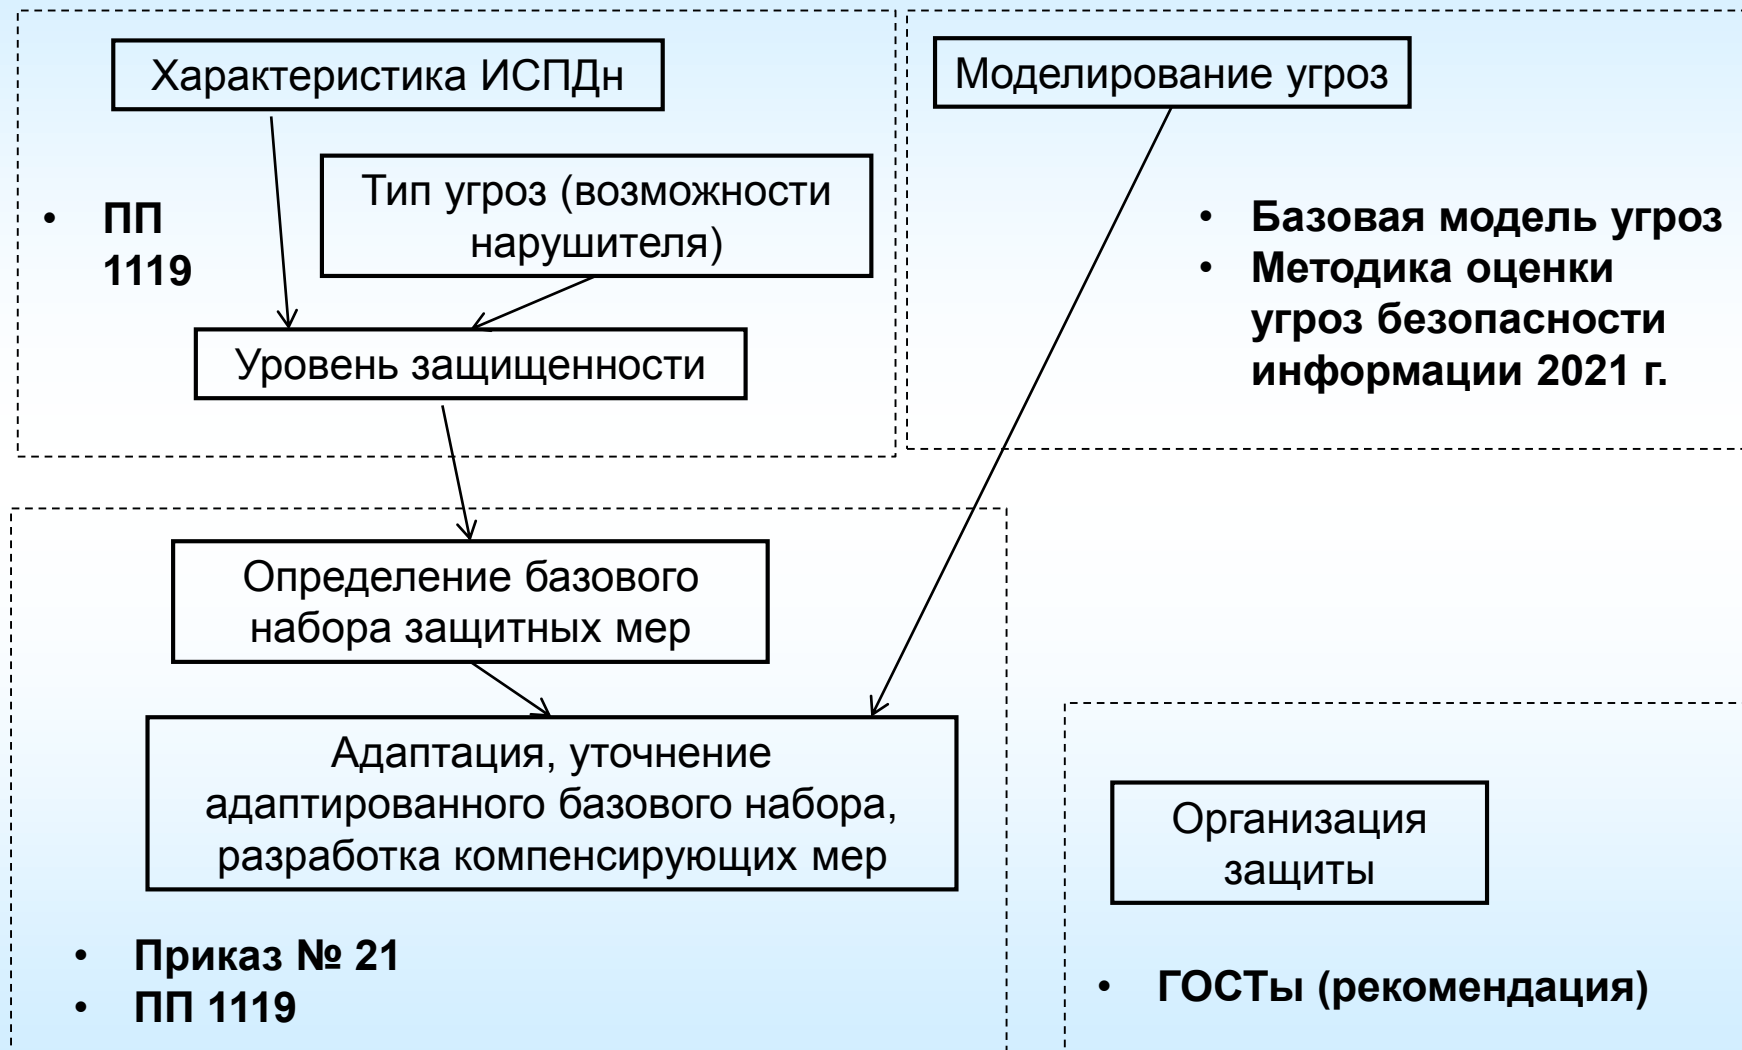 Характеристика ИСПДн
Тип угроз (возможности
нарушителя)
• ПП
1119
Уровень защищенности
Моделирование угроз
• Базовая модель угроз
• Методика оценки
угроз безопасности
информации 2021 г.
Определение базового
набора защитных мер
Адаптация, уточнение
адаптированного базового набора,
разработка компенсирующих мер
• Приказ № 21
• ПП 1119
Организация
защиты
• ГОСТы (рекомендация)